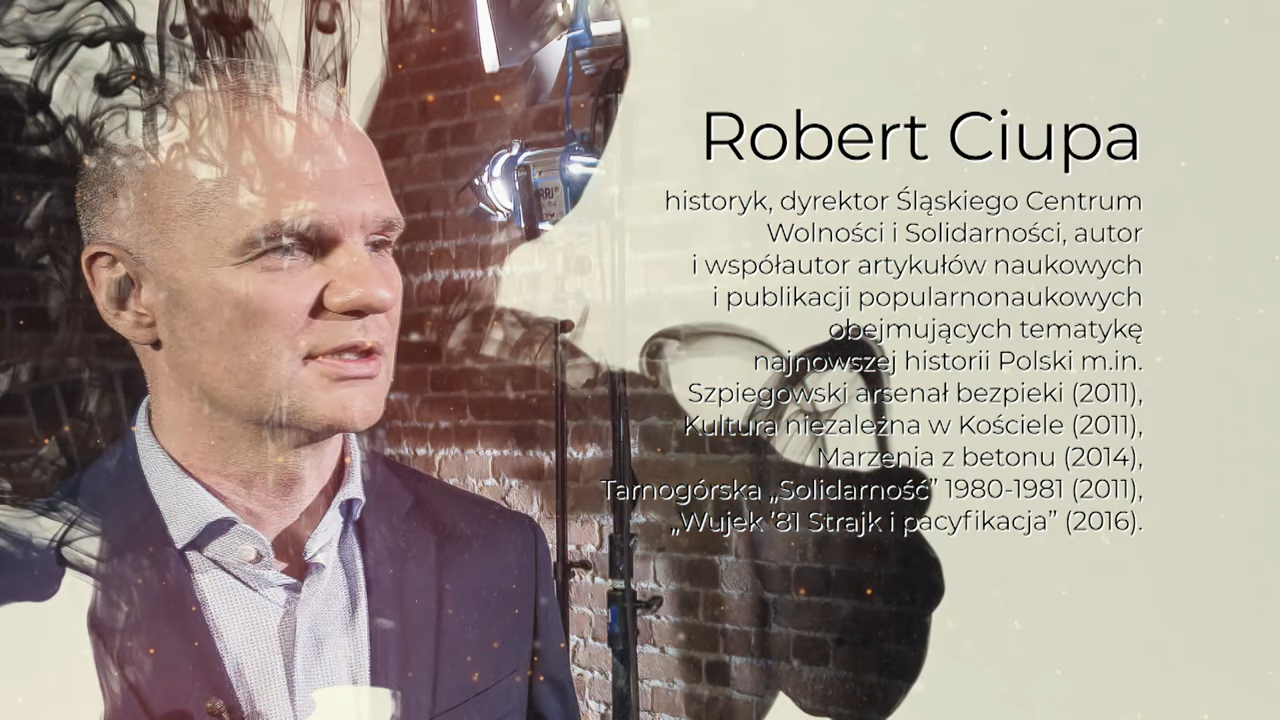 Robert Ciupa
historyk, dyrektor Śląskiego Centrum
Wolności i Solidarności, autor
i współautor artykułów naukowych
i publikacji popularnonaukowych
obejmujących tematykę
najnowszej historii Polski m.in.
Szpiegowski arsenał bezpieki (2011),
Kultura niezależna w Kościele (2011),
Marzenia z betonu (2014),
Tarnogórska „Solidarność” 1980-1981 (2011),
„Wujek ’81 Strajk i pacyfikacja” (2016).